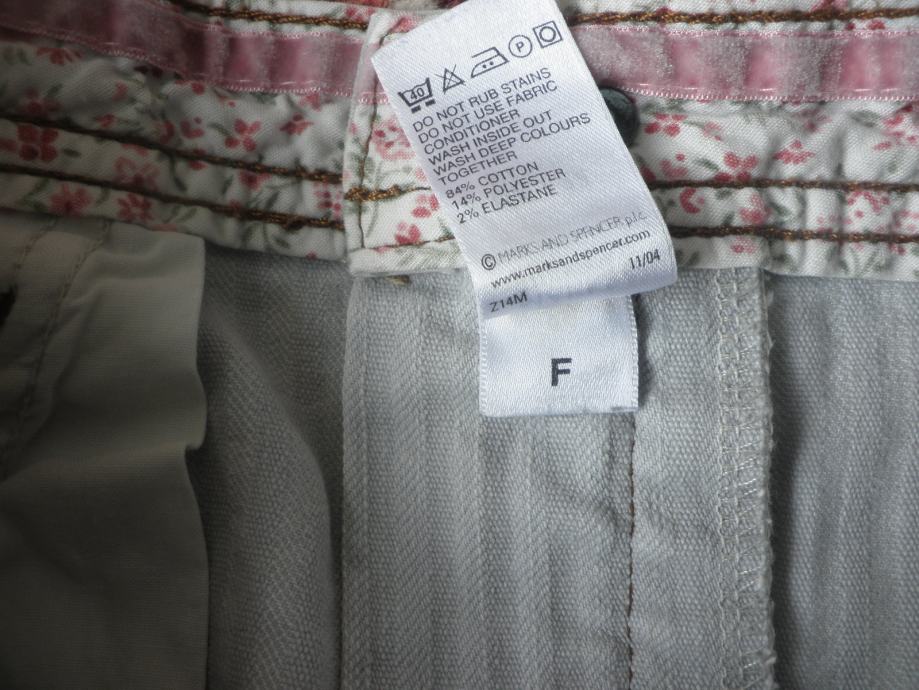 40 P
DO NOT RUB STAINS
DO NOT USE FABRIC
CONDITIONER
WASH INSIDE OUT
WASH DEEP COLOURS
TOGETHER
84% COTTON
14% POLYESTER
2% ELASTANE
© MARKS AND SPENCER p.l.c.
www.marksandspencer.com
Z14M 11/04
F